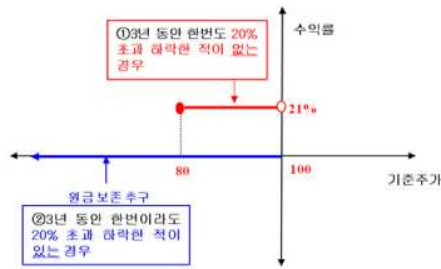 수익률
①3년 동안 한번도 20%
초과 하락한 적이 없는
경우
21%
80
100
기준주가
원금보존추구
②3년 동안 한번이라도
20% 초과 하락한 적이
있는 경우